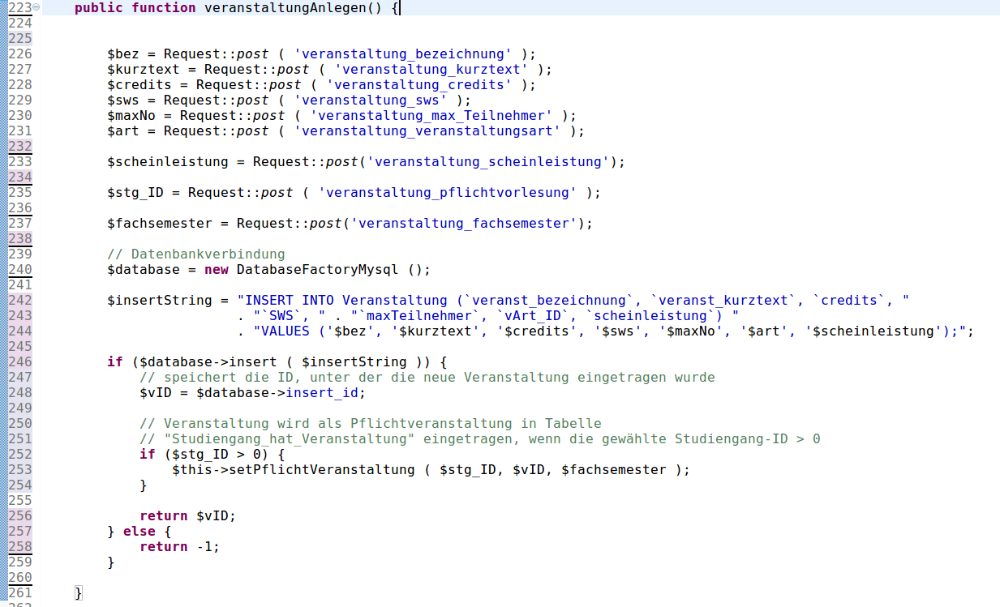 223 public function veranstaltungAnlegen() {
224
225
226 $bez = Request::post ( 'veranstaltung_bezeichnung' );
227 $kurztext = Request::post ( 'veranstaltung_kurztext' );
228 $credits = Request::post ( 'veranstaltung_credits' );
229 $sws = Request::post ( 'veranstaltung_sws' );
230 $maxNo = Request::post ( 'veranstaltung_max_Teilnehmer' );
231 $art = Request::post ( 'veranstaltung_veranstaltungsart' );
232
233 $scheinleistung = Request::post('veranstaltung_scheinleistung');
234
235 $stg_ID = Request::post ( 'veranstaltung_pflichtvorlesung' );
236
237 $fachsemester = Request::post('veranstaltung_fachsemester');
238
239 // Datenbankverbindung
240 $database = new DatabaseFactoryMysql ();
241
242 $insertString = "INSERT INTO Veranstaltung (`veranst_bezeichnung`, `veranst_kurztext`, `credits`, "
243 . "`SWS`, " . "`maxTeilnehmer`, `vArt_ID`, `scheinleistung`) "
244 . "VALUES ('$bez', '$kurztext', '$credits', '$sws', '$maxNo', '$art', '$scheinleistung');";
245
246 if ($database->insert ( $insertString )) {
247 // speichert die ID, unter der die neue Veranstaltung eingetragen wurde
248 $vID = $database->insert_id;
249
250 // Veranstaltung wird als Pflichtveranstaltung in Tabelle
251 // "Studiengang_hat_Veranstaltung" eingetragen, wenn die gewählte Studiengang-ID > 0
252 if ($stg_ID > 0) {
253 $this->setPflichtVeranstaltung ( $stg_ID, $vID, $fachsemester );
254 }
255
256 return $vID;
257 } else {
258 return -1;
259 }
260
261 }